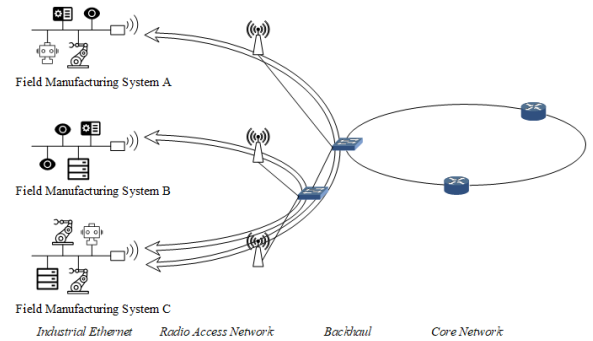 Field Manufacturing System A
Field Manufacturing System B
Field Manufacturing System C
Industrial Ethernet Radio Access Network Backhaul Core Network